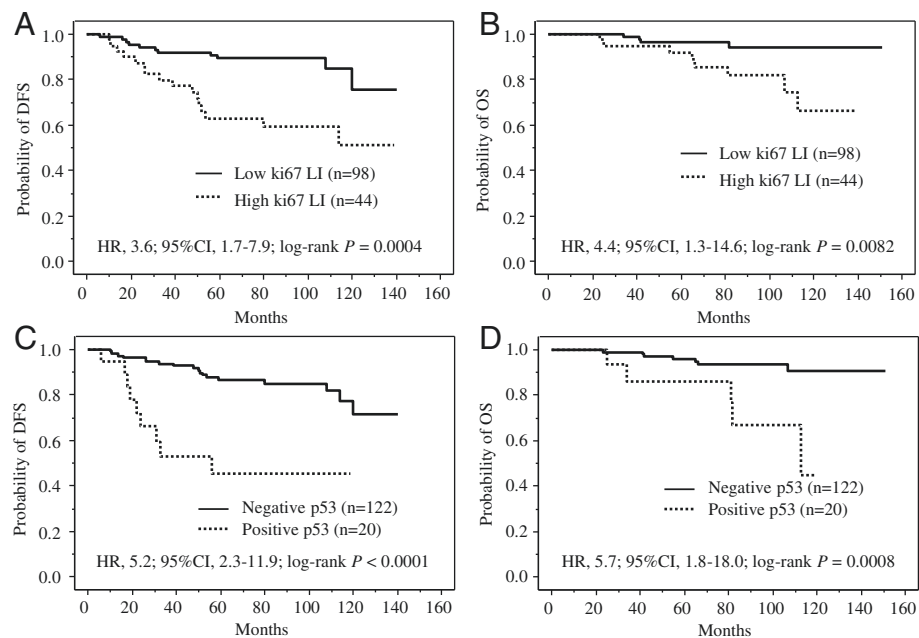 A
Probability of DFS
1.0
0.8
0.6
0.4
0.2
0.0
Low ki67 LI (n=98)
High ki67 LI (n=44)
HR, 3.6; 95%CI, 1.7-7.9; log-rank P = 0.0004
0 20 40 60 80 100 120 140 160
Months
B
Probability of OS
1.0
0.8
0.6
0.4
0.2
0.0
Low ki67 LI (n=98)
High ki67 LI (n=44)
HR, 4.4; 95%CI, 1.3-14.6; log-rank P = 0.0082
0 20 40 60 80 100 120 140 160
Months
C
Probability of DFS
1.0
0.8
0.6
0.4
0.2
0.0
Negative p53 (n=122)
Positive p53 (n=20)
HR, 5.2; 95%CI, 2.3-11.9; log-rank P < 0.0001
0 20 40 60 80 100 120 140 160
Months
D
Probability of OS
1.0
0.8
0.6
0.4
0.2
0.0
Negative p53 (n=122)
Positive p53 (n=20)
HR, 5.7; 95%CI, 1.8-18.0; log-rank P = 0.0008
0 20 40 60 80 100 120 140 160
Months